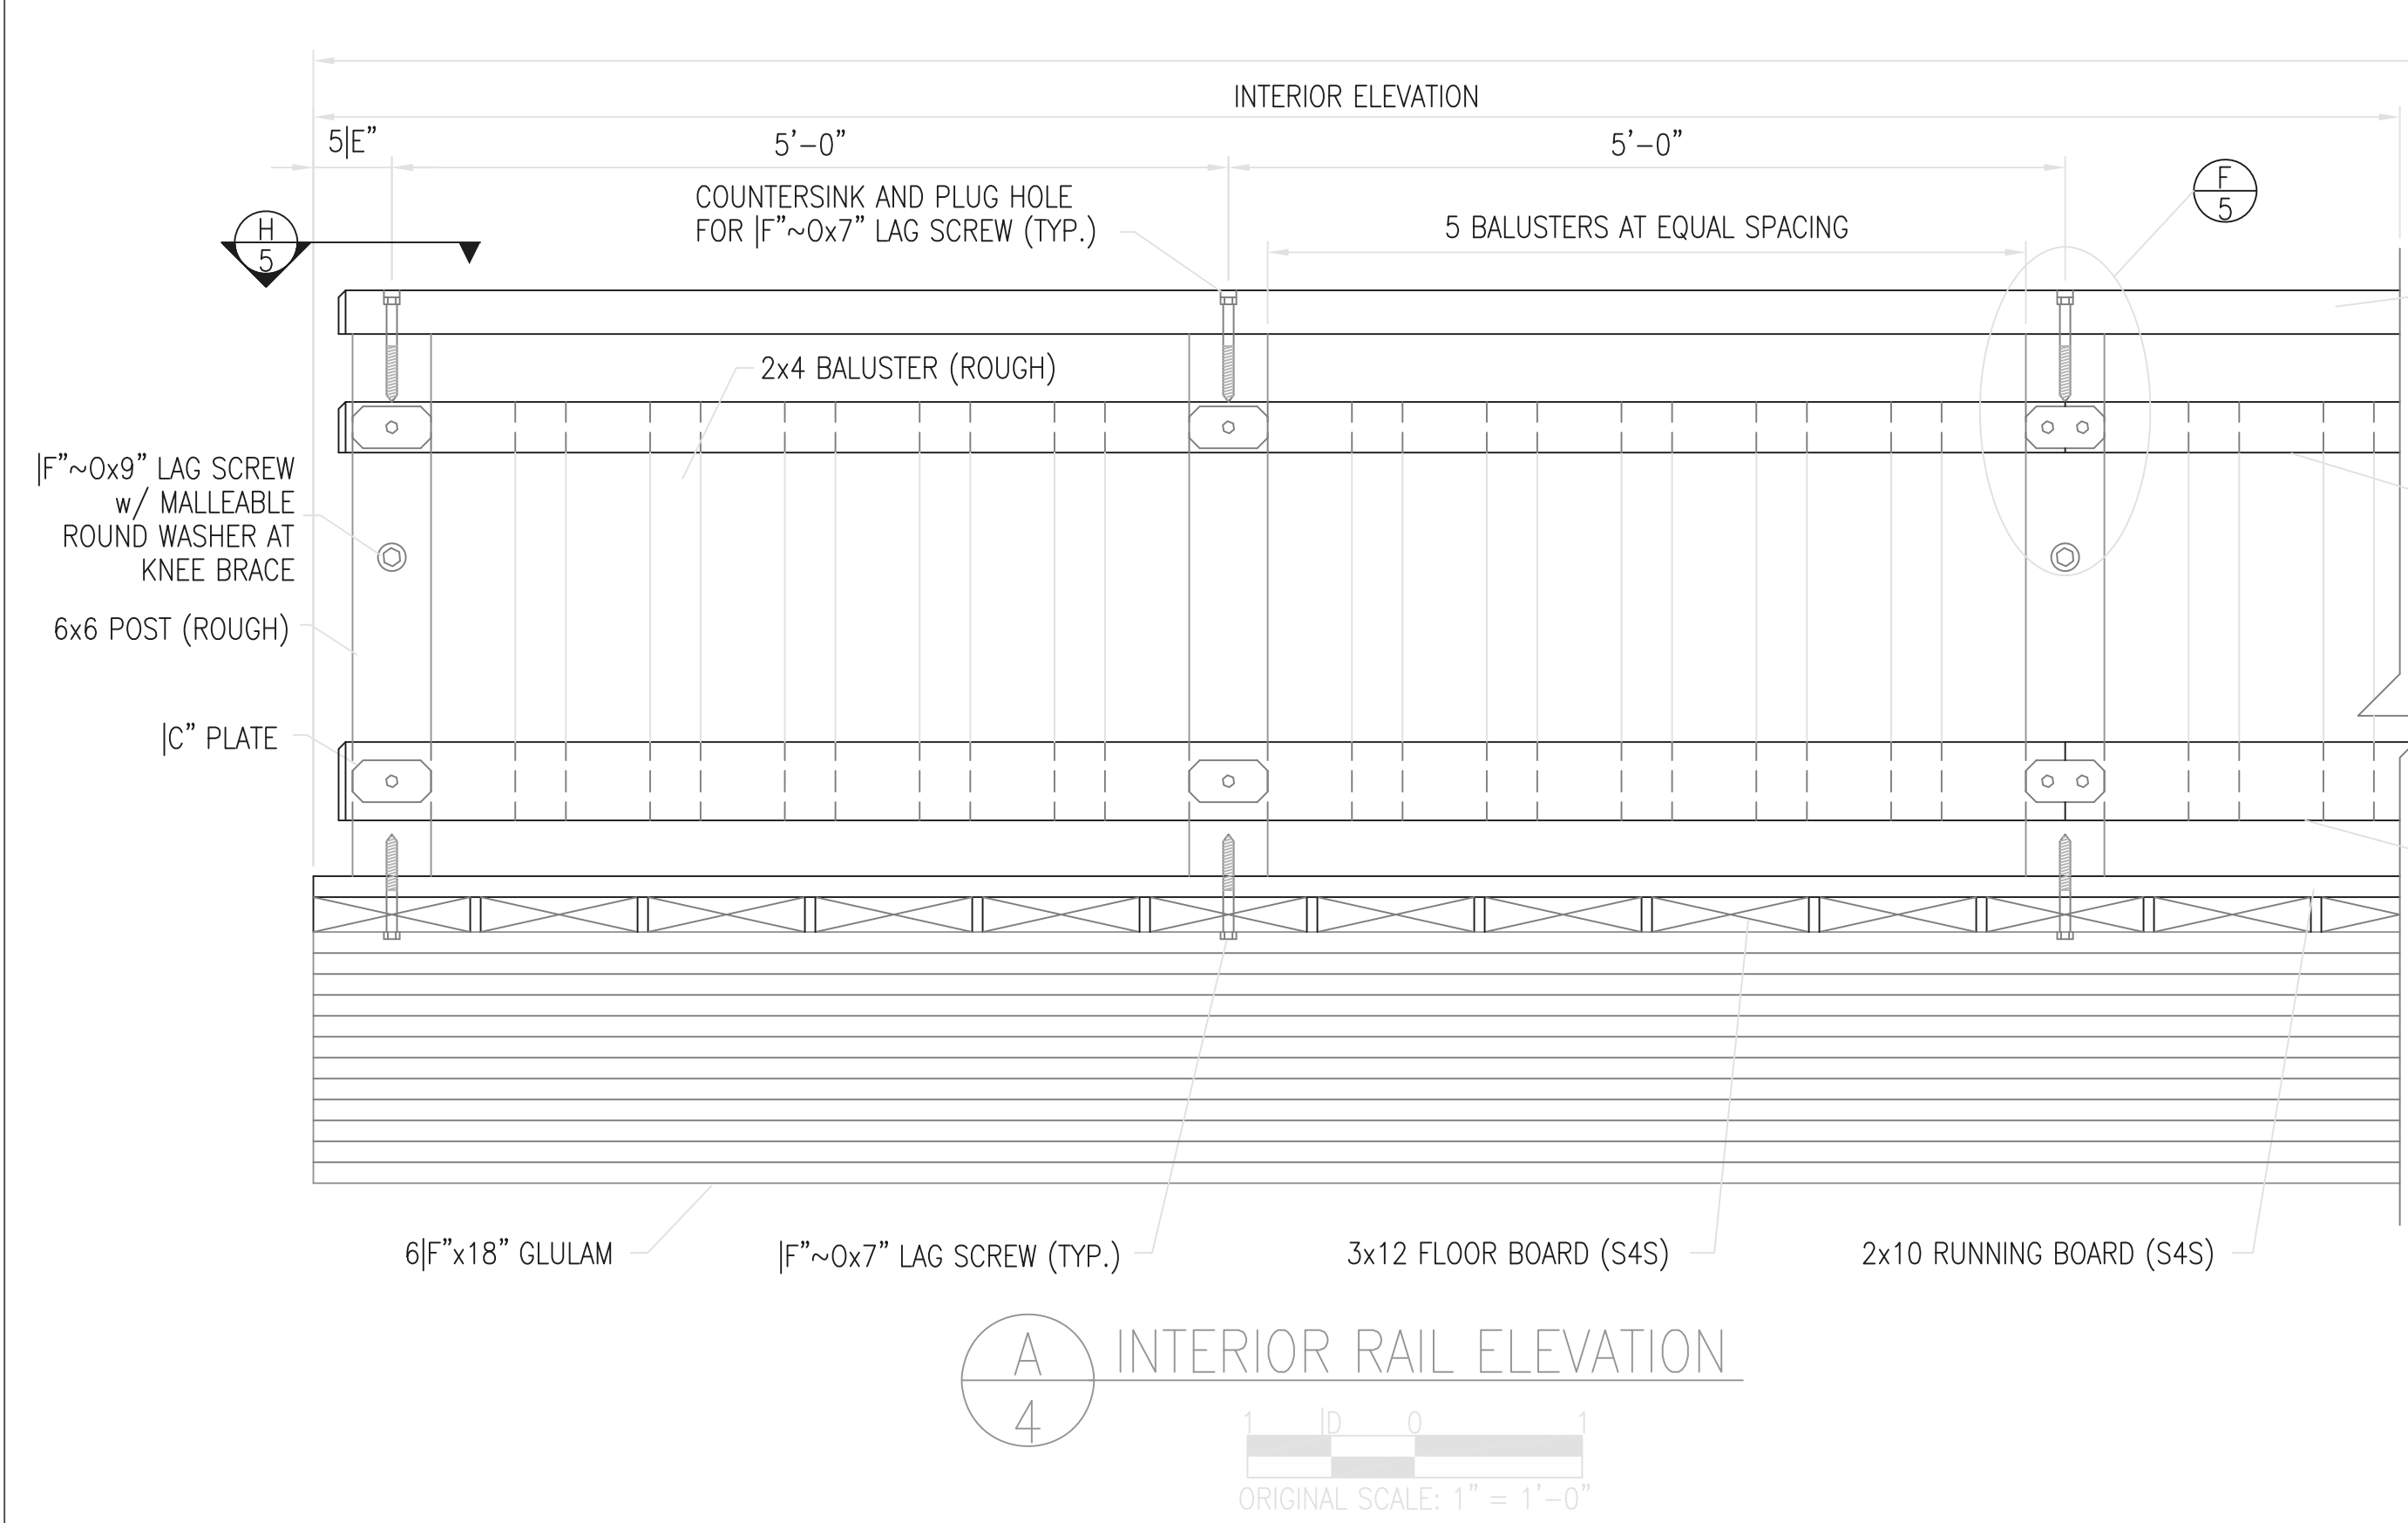 INTERIOR ELEVATION
5|E”
5’-0”
5’-0”
F
5
COUNTERSINK AND PLUG HOLE
FOR |F”~0x7” LAG SCREW (TYP.)
5 BALUSTERS AT EQUAL SPACING
H
5
2x4 BALUSTER (ROUGH)
|F”~0x9” LAG SCREW
w/ MALLEABLE
ROUND WASHER AT
KNEE BRACE
6x6 POST (ROUGH)
|C” PLATE
6|F”x18” GLULAM
|F”~0x7” LAG SCREW (TYP.)
3x12 FLOOR BOARD (S4S)
2x10 RUNNING BOARD (S4S)
A
4
INTERIOR RAIL ELEVATION
1 |D 0 1
ORIGINAL SCALE: 1” = 1’-0”